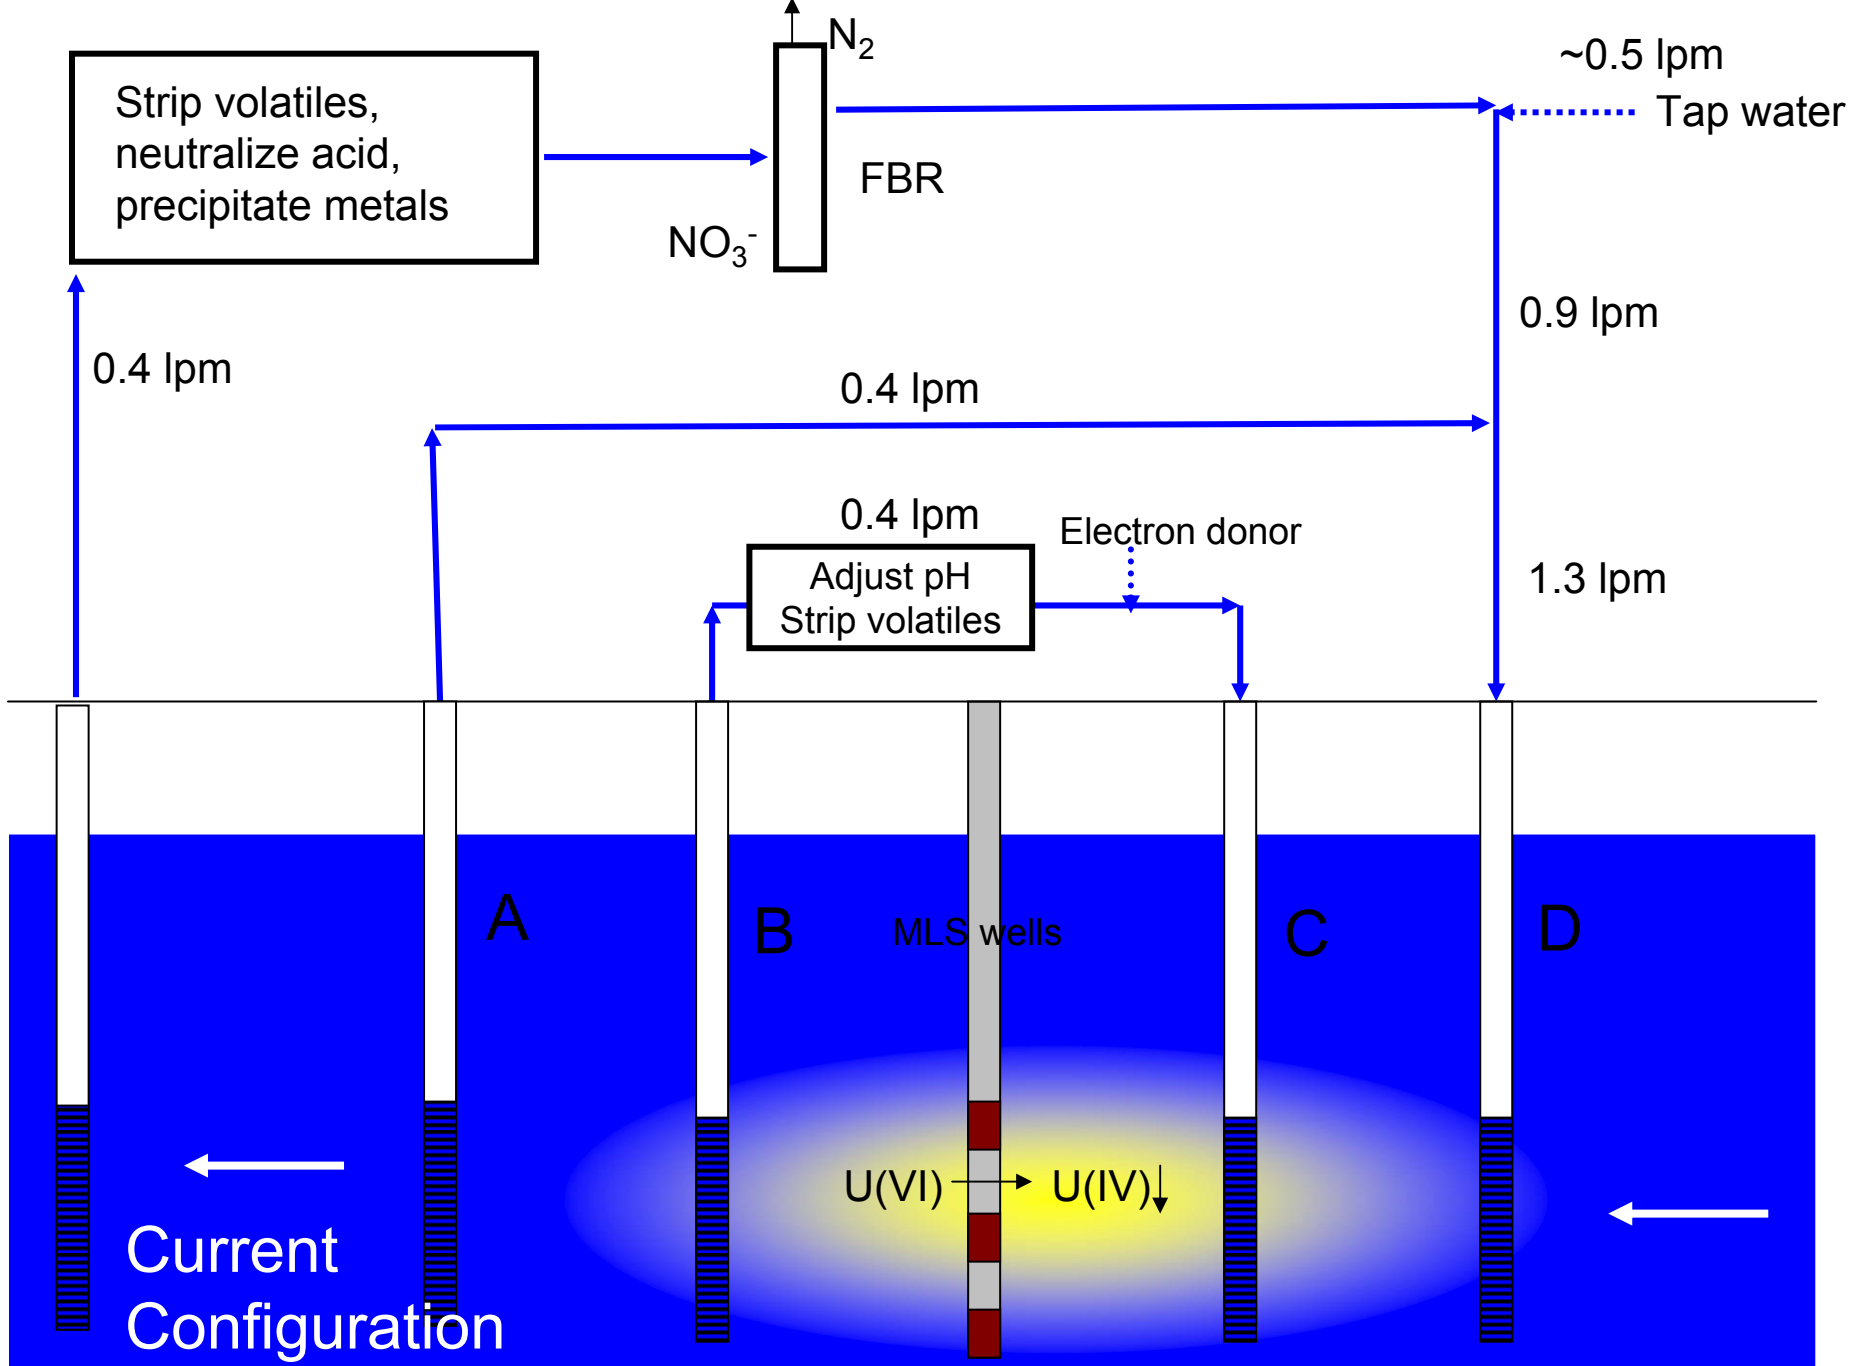 N₂
~0.5 lpm
Tap water
Strip volatiles,
neutralize acid,
precipitate metals
FBR
NO₃⁻
0.9 lpm
0.4 lpm
0.4 lpm
0.4 lpm
Electron donor
Adjust pH
Strip volatiles
1.3 lpm
A
B
MLS wells
C
D
U(VI)
U(IV)↓
Current
Configuration